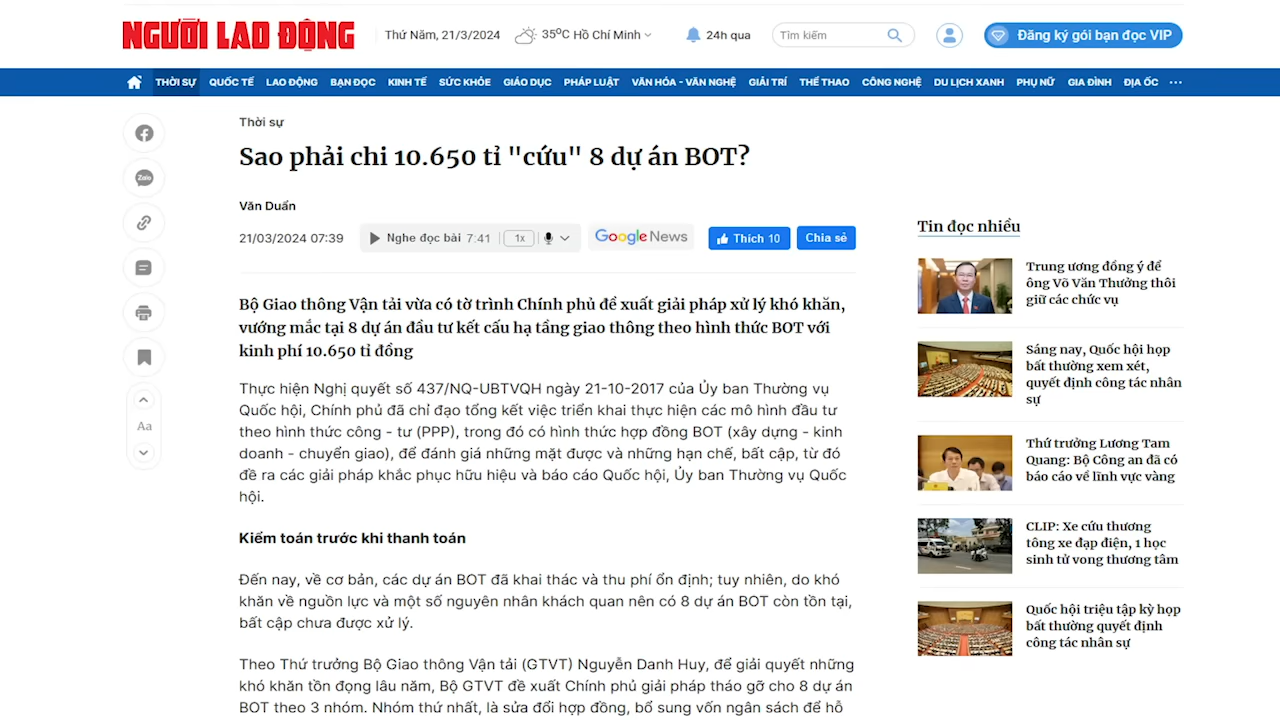 NGƯỜI LAO ĐỘNG
Thứ Năm, 21/3/2024
35ºC Hồ Chí Minh
24h qua
Tìm kiếm
Đăng ký gói bạn đọc VIP
THỜI SỰ QUỐC TẾ LAO ĐỘNG BẠN ĐỌC KINH TẾ SỨC KHỎE GIÁO DỤC PHÁP LUẬT VĂN HÓA - VĂN NGHỆ GIẢI TRÍ THỂ THAO CÔNG NGHỆ DU LỊCH XANH PHỤ NỮ GIA ĐÌNH ĐỊA ỐC ...
Zalo
Aa
Thời sự
Sao phải chi 10.650 tỉ "cứu" 8 dự án BOT?
Văn Duẩn
21/03/2024 07:39
Nghe đọc bài 7:41
1x
Google News
Thích 10
Chia sẻ
Bộ Giao thông Vận tải vừa có tờ trình Chính phủ đề xuất giải pháp xử lý khó khăn,
vướng mắc tại 8 dự án đầu tư kết cấu hạ tầng giao thông theo hình thức BOT với
kinh phí 10.650 tỉ đồng
Thực hiện Nghị quyết số 437/NQ-UBTVQH ngày 21-10-2017 của Ủy ban Thường vụ
Quốc hội, Chính phủ đã chỉ đạo tổng kết việc triển khai thực hiện các mô hình đầu tư
theo hình thức công - tư (PPP), trong đó có hình thức hợp đồng BOT (xây dựng - kinh
doanh - chuyển giao), để đánh giá những mặt được và những hạn chế, bất cập, từ đó
đề ra các giải pháp khắc phục hữu hiệu và báo cáo Quốc hội, Ủy ban Thường vụ Quốc
hội.
Kiểm toán trước khi thanh toán
Đến nay, về cơ bản, các dự án BOT đã khai thác và thu phí ổn định; tuy nhiên, do khó
khăn về nguồn lực và một số nguyên nhân khách quan nên có 8 dự án BOT còn tồn tại,
bất cập chưa được xử lý.
Theo Thứ trưởng Bộ Giao thông Vận tải (GTVT) Nguyễn Danh Huy, để giải quyết những
khó khăn tồn đọng lâu năm, Bộ GTVT đề xuất Chính phủ giải pháp tháo gỡ cho 8 dự án
BOT theo 3 nhóm. Nhóm thứ nhất, là sửa đổi hợp đồng, bổ sung vốn ngân sách để hỗ
Tin đọc nhiều
Trung ương đồng ý để
ông Võ Văn Thưởng thôi
giữ các chức vụ
Sáng nay, Quốc hội họp
bất thường xem xét,
quyết định công tác nhân
sự
Thứ trưởng Lương Tam
Quang: Bộ Công an đã có
báo cáo về lĩnh vực vàng
CLIP: Xe cứu thương
tông xe đạp điện, 1 học
sinh tử vong thương tâm
Quốc hội triệu tập kỳ họp
bất thường quyết định
công tác nhân sự